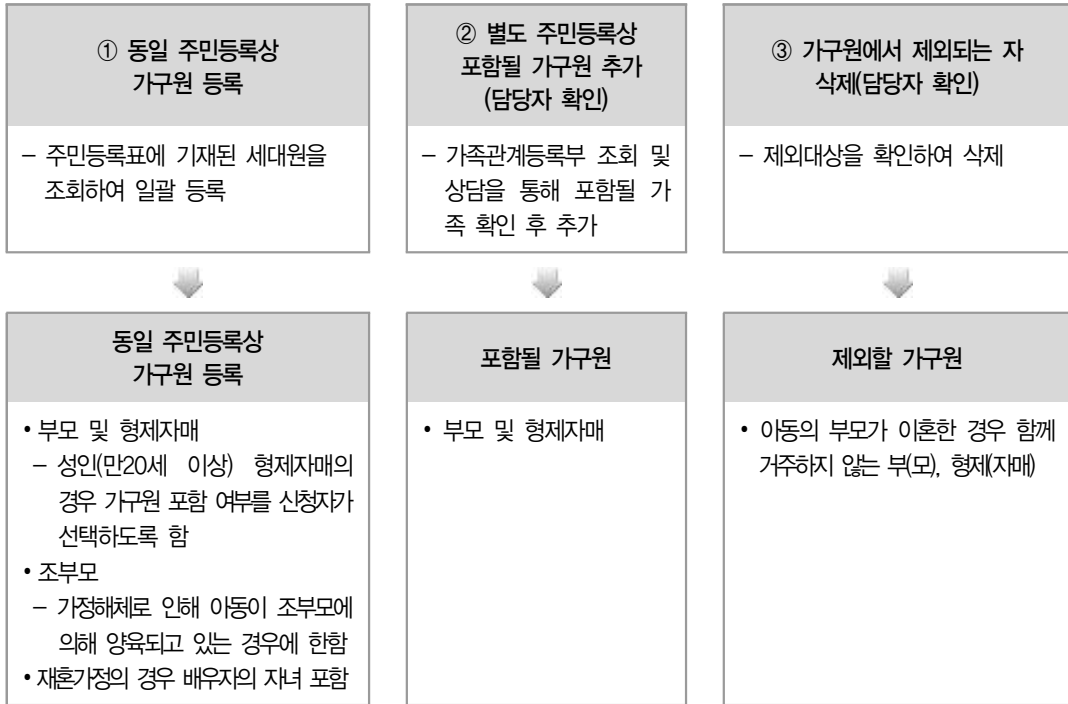 ① 동일 주민등록상
가구원 등록
− 주민등록표에 기재된 세대원을
조회하여 일괄 등록
② 별도 주민등록상
포함될 가구원 추가
(담당자 확인)
− 가족관계등록부 조회 및
상담을 통해 포함될 가
족 확인 후 추가
③ 가구원에서 제외되는 자
삭제(담당자 확인)
− 제외대상을 확인하여 삭제
동일 주민등록상
가구원 등록
• 부모 및 형제자매
− 성인(만20세 이상) 형제자매의
경우 가구원 포함 여부를 신청자가
선택하도록 함
• 조부모
− 가정해체로 인해 아동이 조부모에
의해 양육되고 있는 경우에 한함
• 재혼가정의 경우 배우자의 자녀 포함
포함될 가구원
• 부모 및 형제자매
제외할 가구원
• 아동의 부모가 이혼한 경우 함께
거주하지 않는 부(모), 형제(자매)